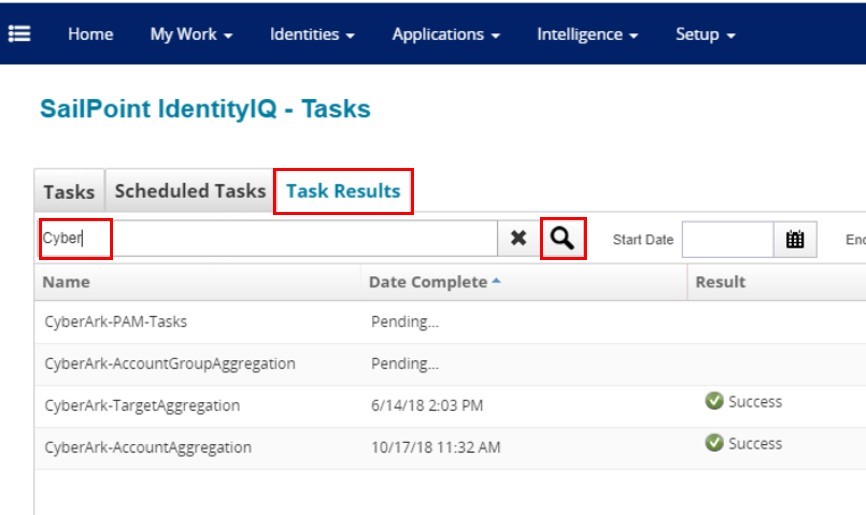 Home My Work Identities Applications Intelligence Setup
SailPoint IdentityIQ - Tasks
Tasks Scheduled Tasks Task Results
Cyber Start Date Enc
Name Date Complete Result
CyberArk-PAM-Tasks Pending...
CyberArk-AccountGroupAggregation Pending...
CyberArk-TargetAggregation 6/14/18 2:03 PM Success
CyberArk-AccountAggregation 10/17/18 11:32 AM Success